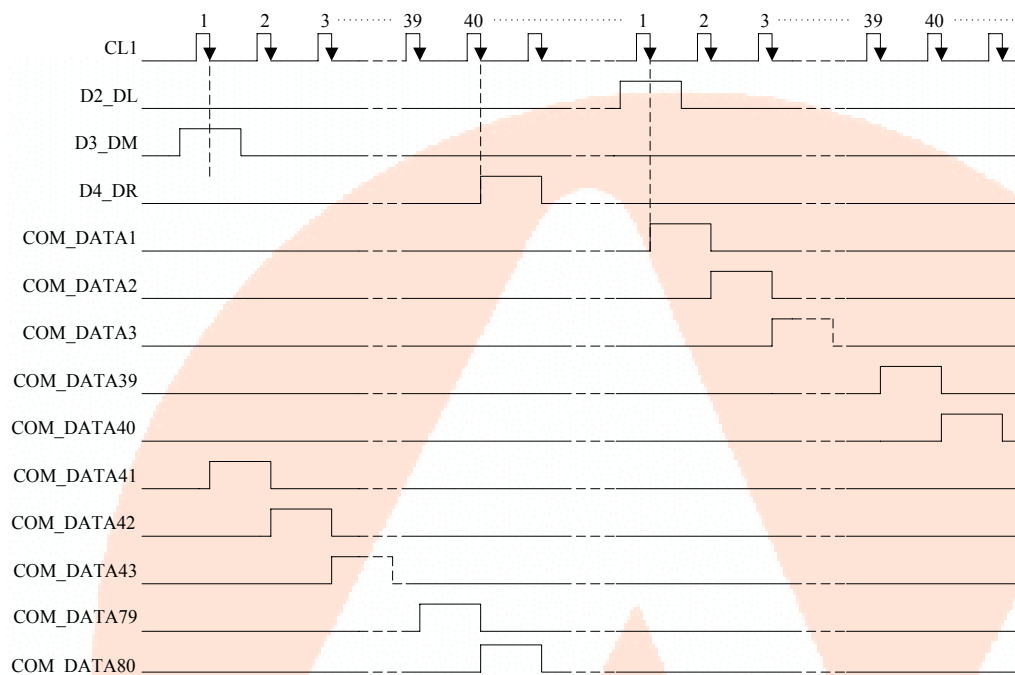 1 2 3 ......... 39 40 ............ 1 2 3 ......... 39 40 .........
CL1
D2_DL
D3_DM
D4_DR
COM_DATA1
COM_DATA2
COM_DATA3
COM_DATA39
COM_DATA40
COM_DATA41
COM_DATA42
COM_DATA43
COM_DATA79
COM_DATA80